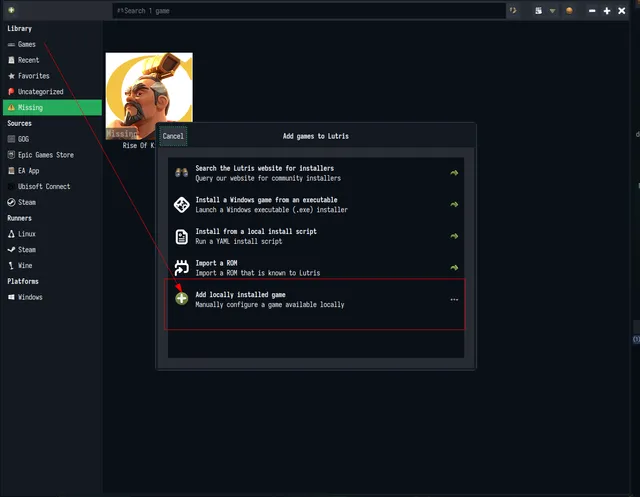 Search 1 game
Library
Games
Recent
Favorites
Uncategorized
Missing
Sources
GOG
Epic Games Store
EA App
Ubisoft Connect
Steam
Runners
Linux
Steam
Wine
Platforms
Windows
Missing
Rise Of K
Cancel
Add games to Lutris
Search the Lutris website for installers
Query our website for community installers
Install a Windows game from an executable
Launch a Windows executable (.exe) installer
Install from a local install script
Run a YAML install script
Import a ROM
Import a ROM that is known to Lutris
Add locally installed game
Manually configure a game available locally